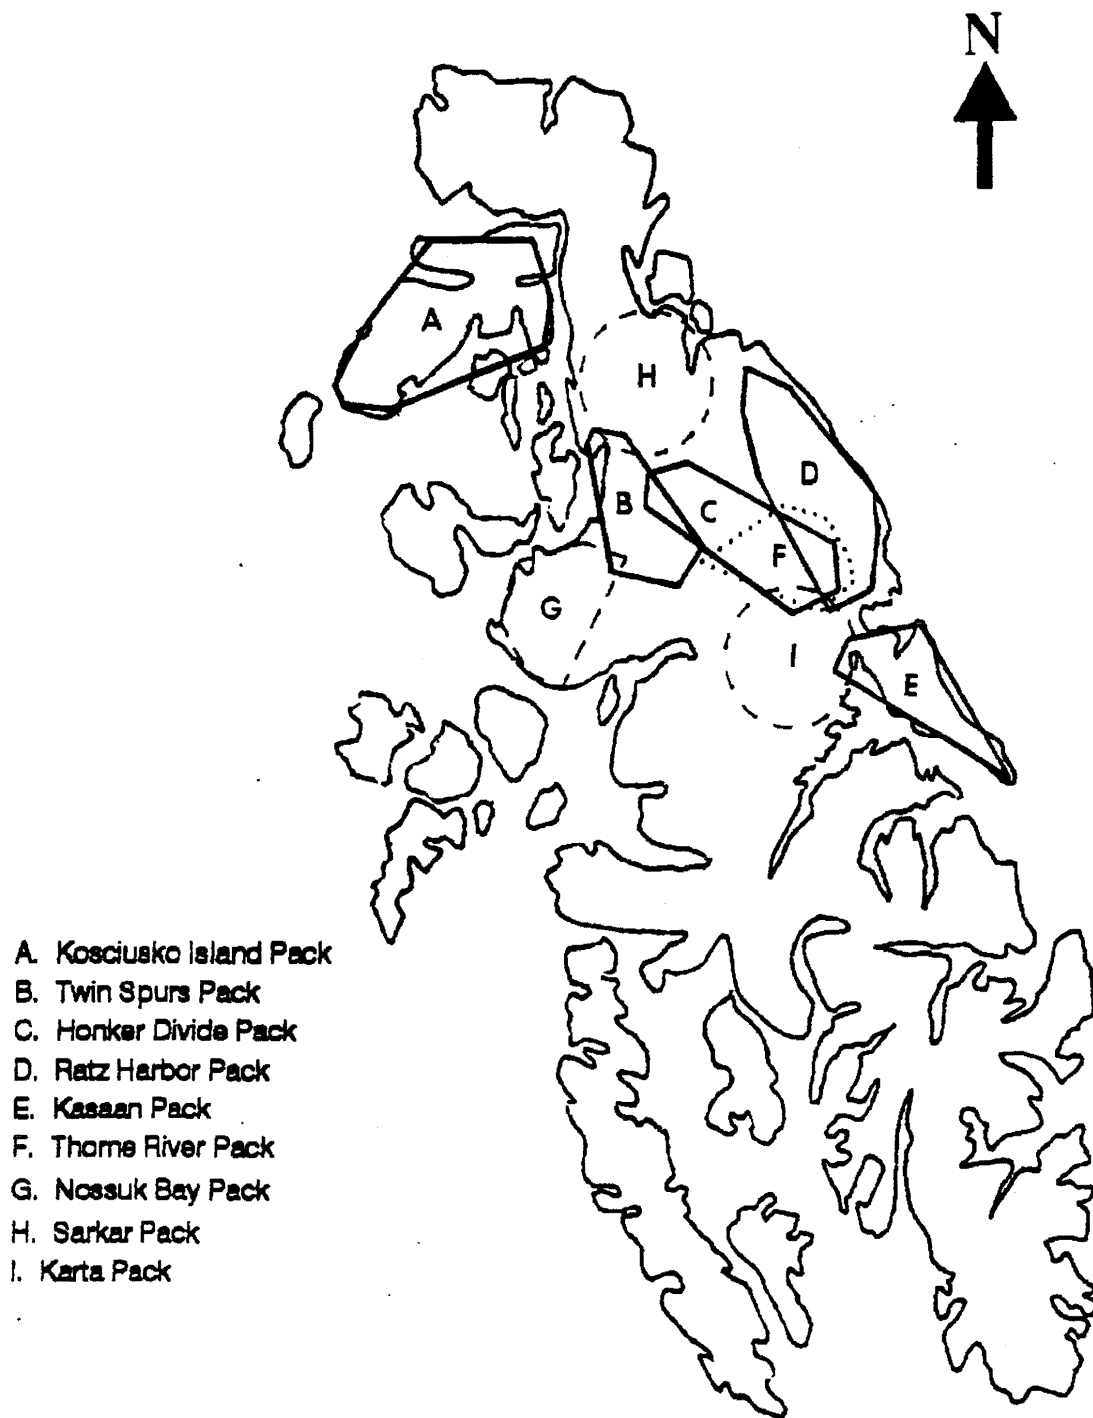 N
A
H
D
B
C
F
G
I
E
A. Kosciusko Island Pack
B. Twin Spurs Pack
C. Honker Divide Pack
D. Ratz Harbor Pack
E. Kasaan Pack
F. Thorne River Pack
G. Nossuk Bay Pack
H. Sarkar Pack
I. Karta Pack